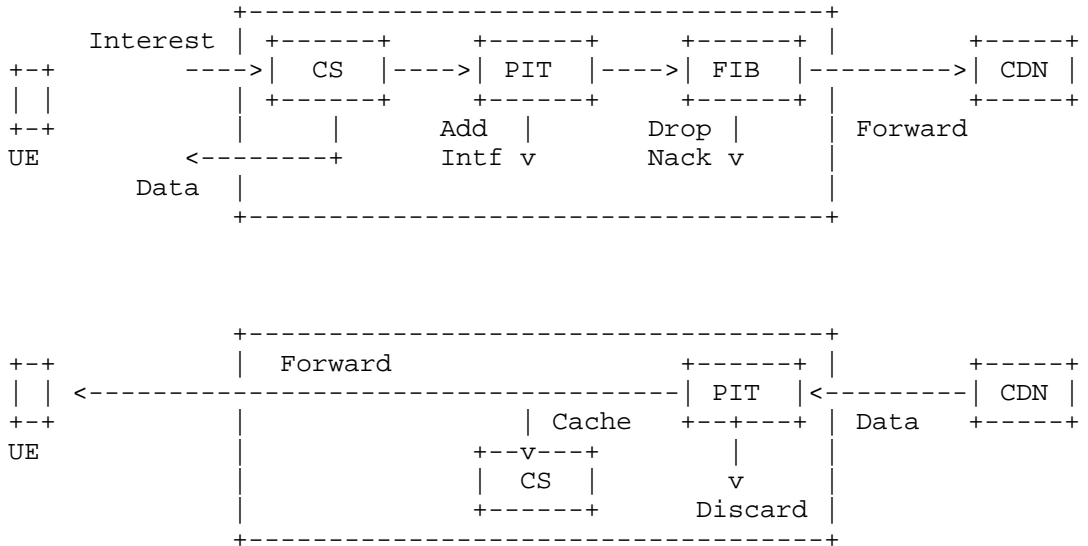 Interest
CS PIT FIB CDN
Add Drop Forward
UE Intf Nack
Data
Forward
PIT CDN
Cache Data
UE
CS
Discard